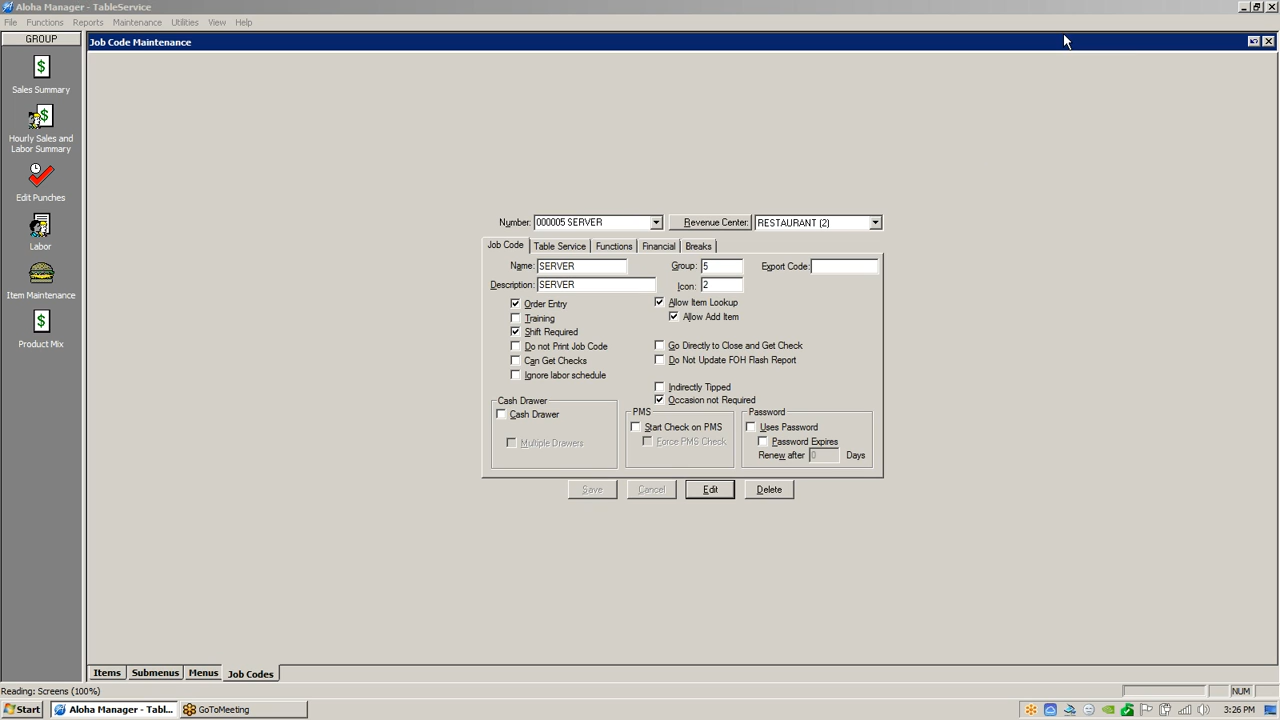 Aloha Manager - TableService
File Functions Reports Maintenance Utilities View Help
GROUP
Job Code Maintenance
Sales Summary
Hourly Sales and
Labor Summary
Edit Punches
Labor
Item Maintenance
Product Mix
Number: 000005 SERVER Revenue Center: RESTAURANT (2)
Job Code Table Service Functions Financial Breaks
Name: SERVER Group: 5 Export Code:
Description: SERVER Icon: 2
Order Entry Allow Item Lookup
Training Allow Add Item
Shift Required
Do not Print Job Code Go Directly to Close and Get Check
Can Get Checks Do Not Update FOH Flash Report
Ignore labor schedule
Indirectly Tipped
Occasion not Required
Cash Drawer PMS Password
Cash Drawer Start Check on PMS Uses Password
Multiple Drawers Force PMS Check Password Expires
Renew after 0 Days
Save Cancel Edit Delete
Items Submenus Menus Job Codes
Reading: Screens (100%) NUM
Start Aloha Manager - Tabl... GoToMeeting 3:26 PM